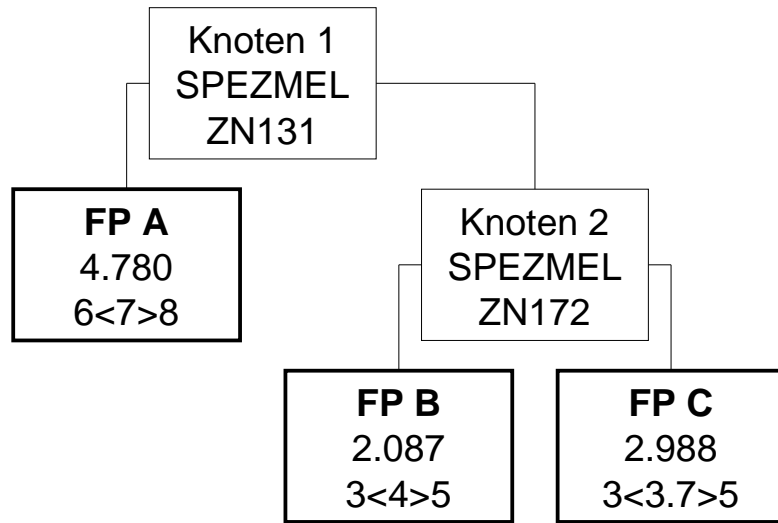 Knoten 1
SPEZMEL
ZN131
FP A
4.780
6<7>8
Knoten 2
SPEZMEL
ZN172
FP B
2.087
3<4>5
FP C
2.988
3<3.7>5